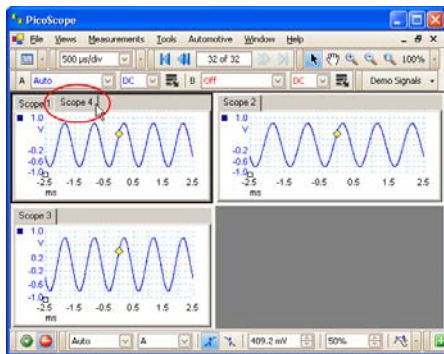 PicoScope
File Views Measurements Tools Automotive Window Help
500 µs/div 32 of 32 100%
A Auto DC B Off DC Demo Signals
Scope 1 Scope 4
1.0
V
-0.2
-0.6
-1.0
-2.5 -1.5 -0.5 0.5 1.5 2.5
ms
Scope 2
1.0
V
-0.2
-0.6
-1.0
-2.5 -1.5 -0.5 0.5 1.5 2.5
ms
Scope 3
1.0
V
0.2
-0.2
-0.6
-1.0
-2.5 -1.5 -0.5 0.5 1.5 2.5
ms
Auto A 409.2 mV 50%